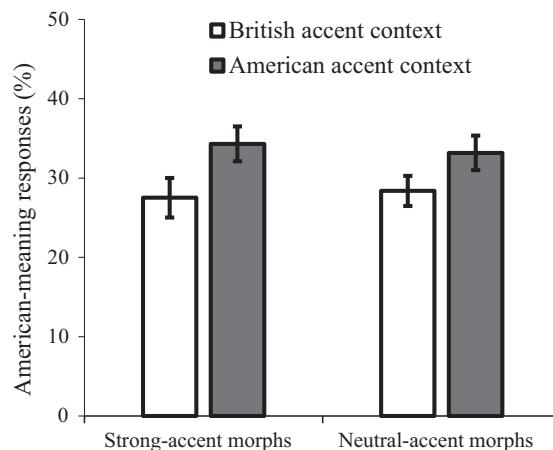 50
British accent context
American accent context
40
30
20
10
0
American-meaning responses (%)
Strong-accent morphs
Neutral-accent morphs